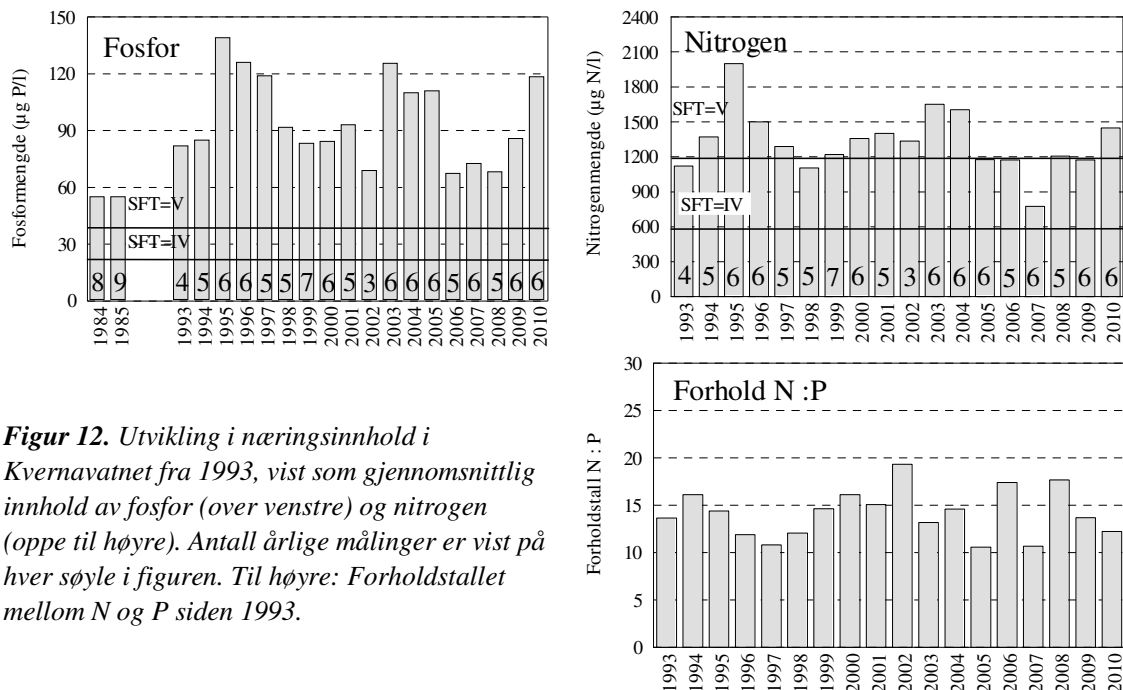 Fosfor
Fosformengde (µg P/l)
150
120
90
60
30
0
SFT=V
SFT=IV
8 9 4 5 6 6 5 5 7 6 5 3 6 6 6 5 6 5 6 6
1984 1985 1993 1994 1995 1996 1997 1998 1999 2000 2001 2002 2003 2004 2005 2006 2007 2008 2009 2010
Nitrogen
Nitrogenmengde (µg N/l)
2400
2100
1800
1500
1200
900
600
300
0
SFT=V
SFT=IV
4 5 6 6 5 5 7 6 5 3 6 6 6 5 6 5 6 6
1993 1994 1995 1996 1997 1998 1999 2000 2001 2002 2003 2004 2005 2006 2007 2008 2009 2010
Figur 12. Utvikling i næringsinnhold i
Kvernavatnet fra 1993, vist som gjennomsnittlig
innhold av fosfor (over venstre) og nitrogen
(oppe til høyre). Antall årlige målinger er vist på
hver søyle i figuren. Til høyre: Forholdstallet
mellom N og P siden 1993.
Forhold N :P
Forholdstall N : P
30
25
20
15
10
5
0
1993 1994 1995 1996 1997 1998 1999 2000 2001 2002 2003 2004 2005 2006 2007 2008 2009 2010